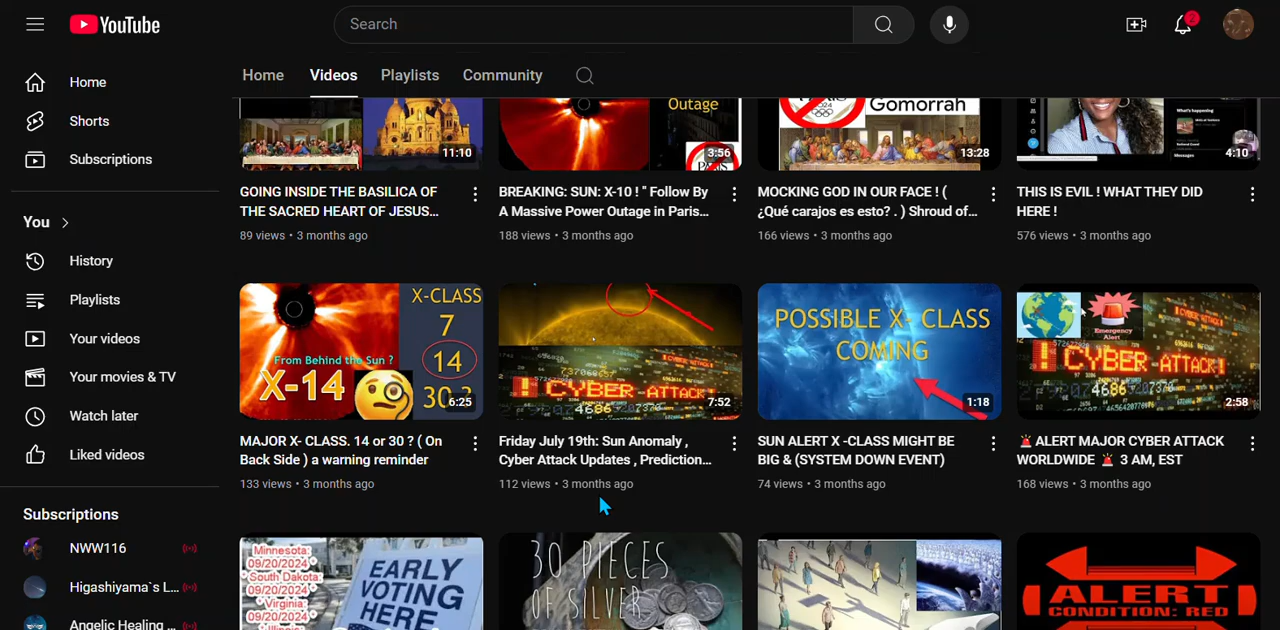 YouTube
Search
2
Home
Shorts
Subscriptions
You
History
Playlists
Your videos
Your movies & TV
Watch later
Liked videos
Subscriptions
NWW116
Higashiyama`s L...
Angelic Healing ...
Home Videos Playlists Community
11:10
GOING INSIDE THE BASILICA OF
THE SACRED HEART OF JESUS...
89 views • 3 months ago
Outage
3:56
BREAKING: SUN: X-10 ! " Follow By
A Massive Power Outage in Paris...
188 views • 3 months ago
Gomorrah
13:28
MOCKING GOD IN OUR FACE ! (
¿Qué carajos es esto? . ) Shroud of...
166 views • 3 months ago
What's happening
Messages
4:10
THIS IS EVIL ! WHAT THEY DID
HERE !
576 views • 3 months ago
X-CLASS
7
14
30
From Behind the Sun ?
X-14
6:25
MAJOR X- CLASS. 14 or 30 ? ( On
Back Side ) a warning reminder
133 views • 3 months ago
! CYBER-ATTACK!
4686
7:52
Friday July 19th: Sun Anomaly ,
Cyber Attack Updates , Prediction...
112 views • 3 months ago
POSSIBLE X- CLASS
COMING
1:18
SUN ALERT X -CLASS MIGHT BE
BIG & (SYSTEM DOWN EVENT)
74 views • 3 months ago
Emergency
Alert
! CYBER-ATTACK!
4686
2:58
🚨ALERT MAJOR CYBER ATTACK
WORLDWIDE 🚨 3 AM, EST
168 views • 3 months ago
Minnesota:
09/20/2024
South Dakota:
09/20/2024
Virginia:
09/20/2024
EARLY
VOTING
HERE
30 PIECES
OF SILVER
ALERT
CONDITION: RED